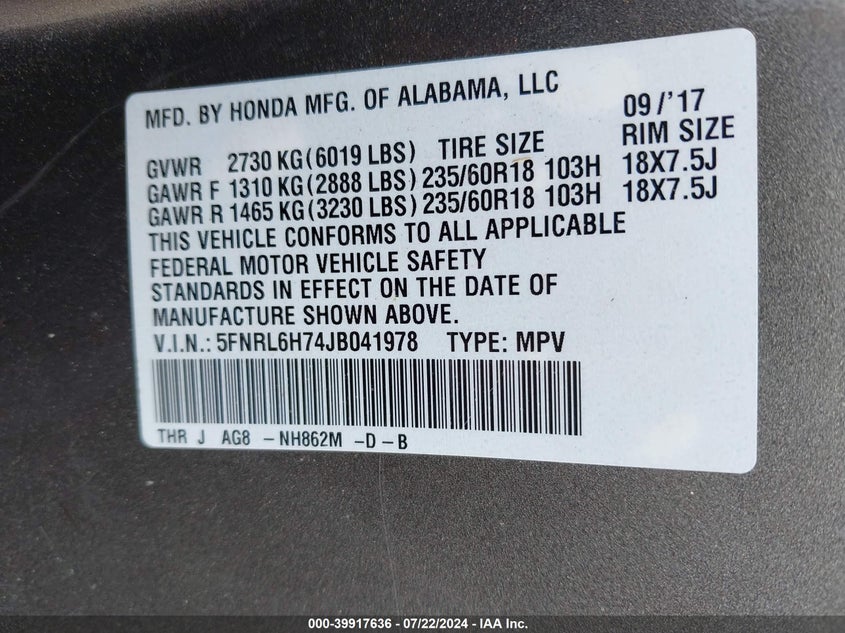 MFD. BY HONDA MFG. OF ALABAMA, LLC 09/'17
GVWR 2730 KG (6019 LBS) TIRE SIZE RIM SIZE
GAWR F 1310 KG (2888 LBS) 235/60R18 103H 18X7.5J
GAWR R 1465 KG (3230 LBS) 235/60R18 103H 18X7.5J
THIS VEHICLE CONFORMS TO ALL APPLICABLE
FEDERAL MOTOR VEHICLE SAFETY
STANDARDS IN EFFECT ON THE DATE OF
MANUFACTURE SHOWN ABOVE.
V.I.N.: 5FNRL6H74JB041978 TYPE: MPV
THR J AG8 – NH862M – D – B
000-39917636 - 07/22/2024 - IAA Inc.